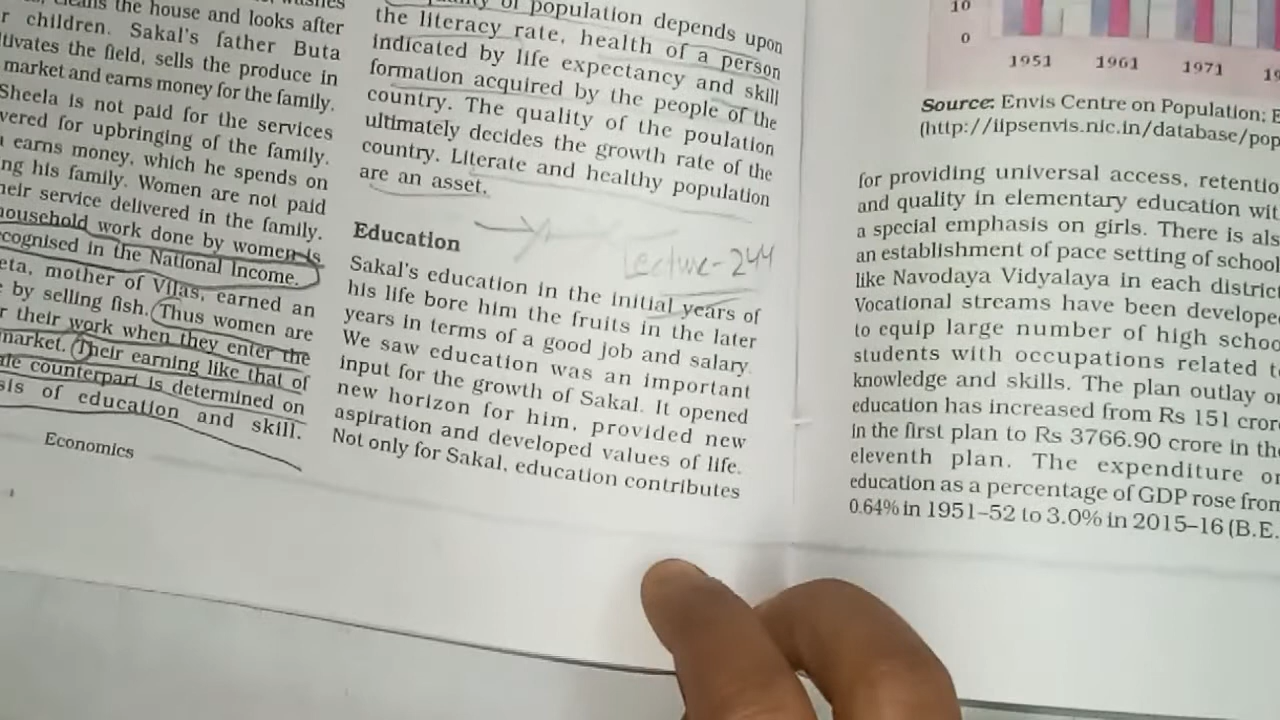 cleans the house and looks after
children. Sakal's father Buta
the field, sells the produce in
market and earns money for the family.
Sheela is not paid for the services
for upbringing of the family.
earns money, which he spends on
his family. Women are not paid
their service delivered in the family.
household work done by women is
in the National Income.
mother of Vilas, earned an
by selling fish. Thus women are
their work when they enter the
market. Their earning like that of
counterpart is determined on
of education and skill.
Economics
of population depends upon
the literacy rate, health of a person
indicated by life expectancy and skill
formation acquired by the people of the
country. The quality of the poulation
ultimately decides the growth rate of the
country. Literate and healthy population
are an asset.
Education
Lecture-244
Sakal's education in the initial years of
his life bore him the fruits in the later
years in terms of a good job and salary.
We saw education was an important
input for the growth of Sakal. It opened
new horizon for him, provided new
aspiration and developed values of life.
Not only for Sakal, education contributes
10
0
1951 1961 1971
Source: Envis Centre on Population; E
(http://iipsenvis.nic.in/database/pop
for providing universal access, retentio
and quality in elementary education wit
a special emphasis on girls. There is als
an establishment of pace setting of school
like Navodaya Vidyalaya in each district
Vocational streams have been develope
to equip large number of high schoo
students with occupations related t
knowledge and skills. The plan outlay o
education has increased from Rs 151 cror
in the first plan to Rs 3766.90 crore in th
eleventh plan. The expenditure o
education as a percentage of GDP rose from
0.64% in 1951–52 to 3.0% in 2015–16 (B.E.